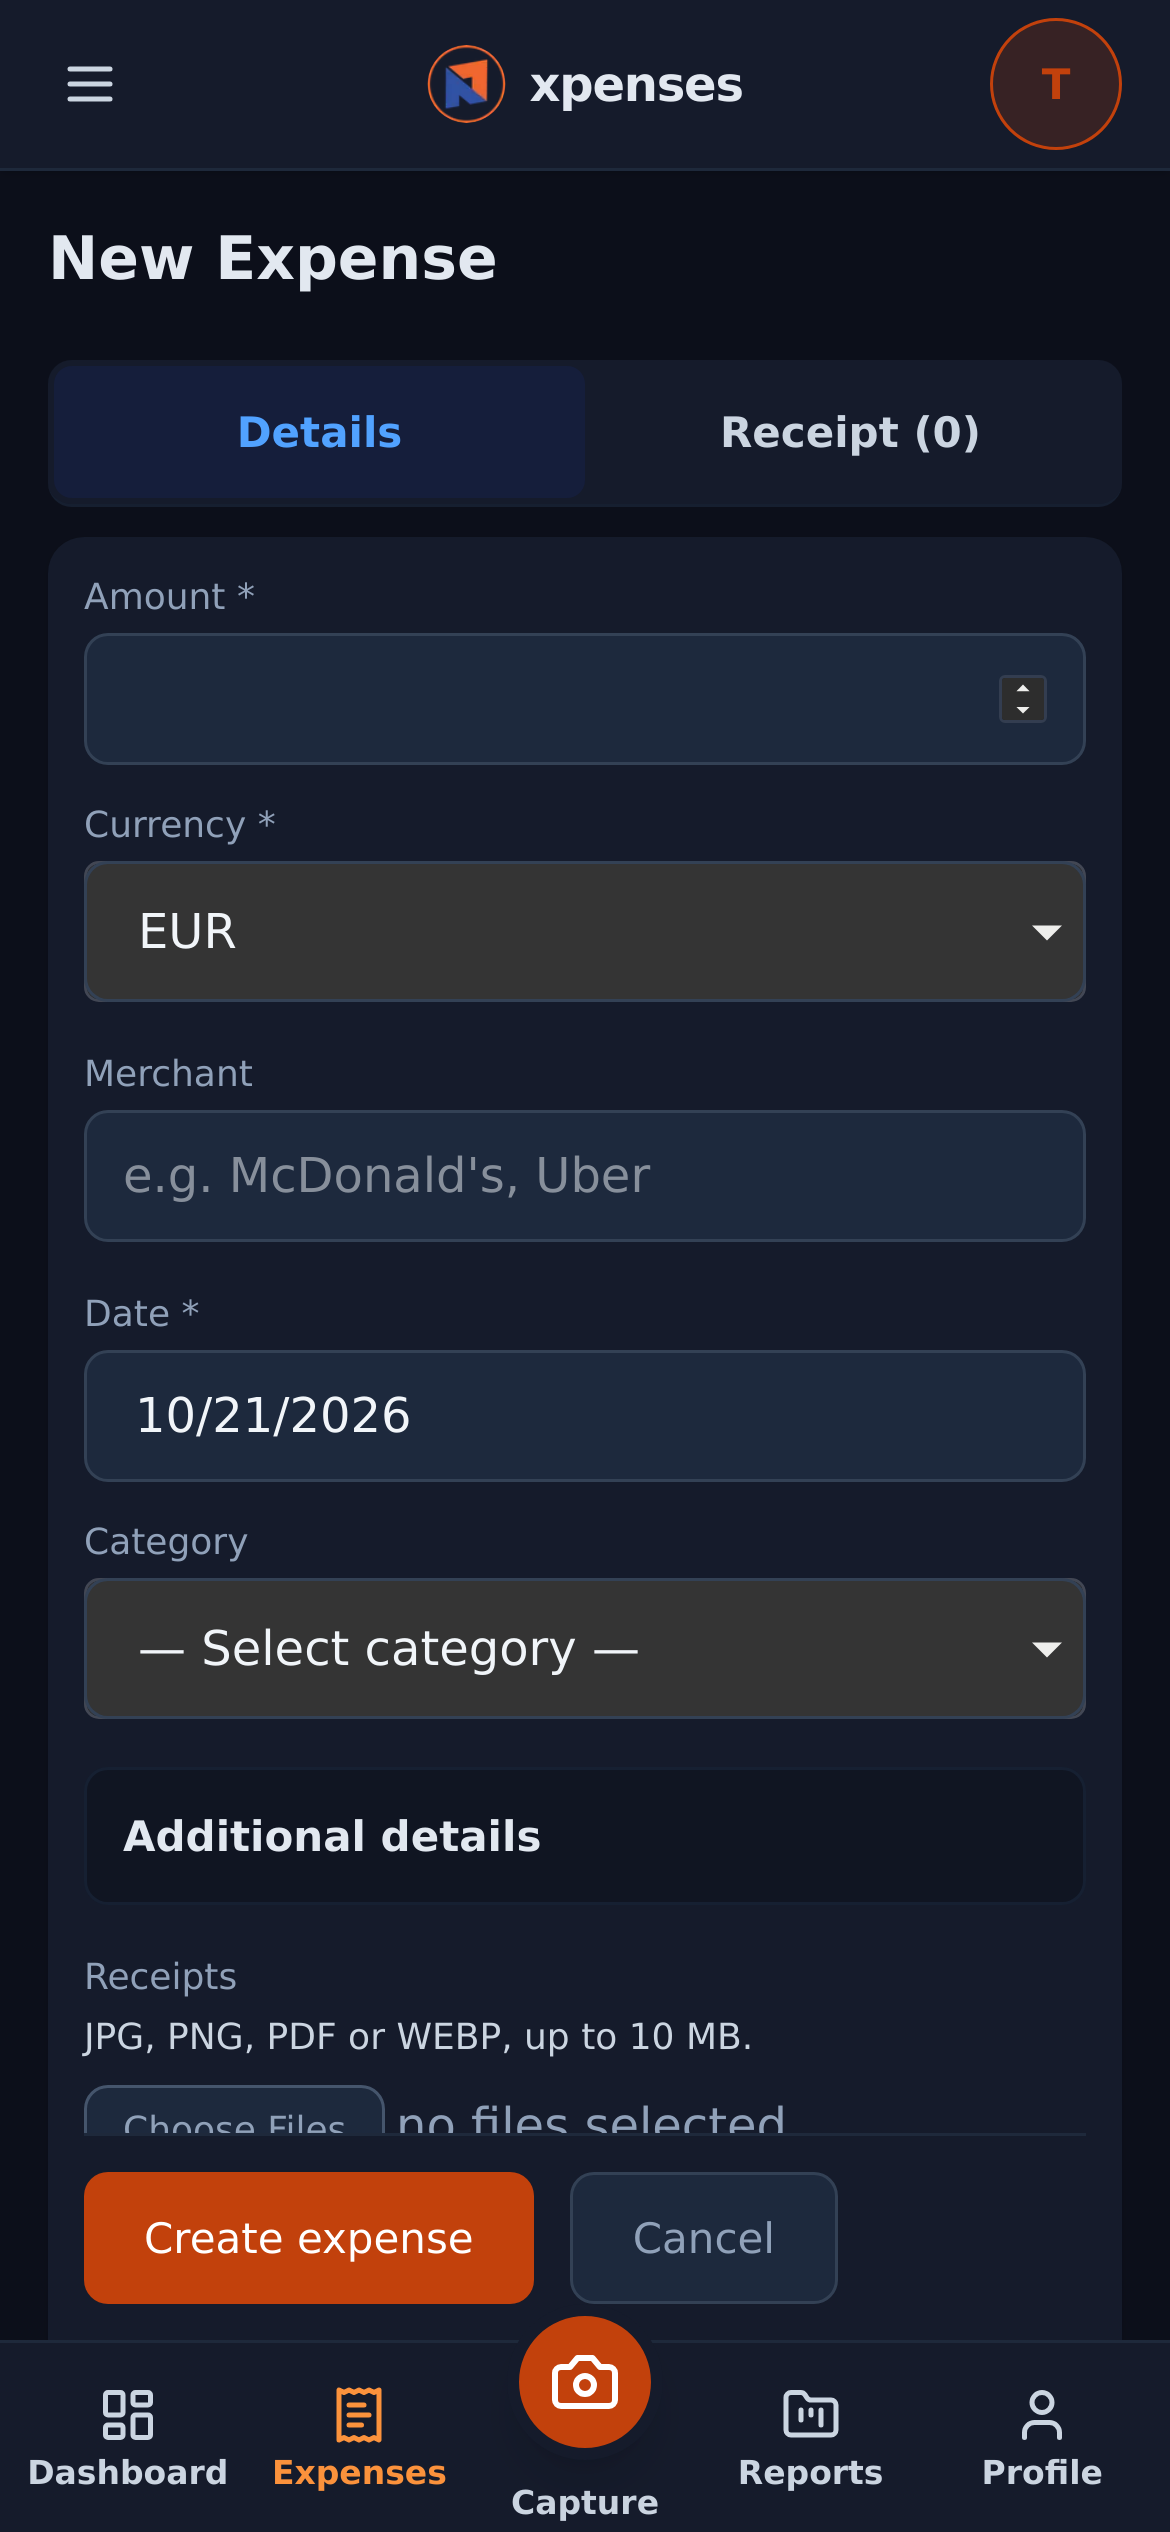 xpenses
T
New Expense
Details
Receipt (0)
Amount *
Currency *
EUR
Merchant
e.g. McDonald's, Uber
Date *
10/21/2026
Category
— Select category —
Additional details
Receipts
JPG, PNG, PDF or WEBP, up to 10 MB.
Choose Files no files selected
Create expense
Cancel
Dashboard
Expenses
Capture
Reports
Profile